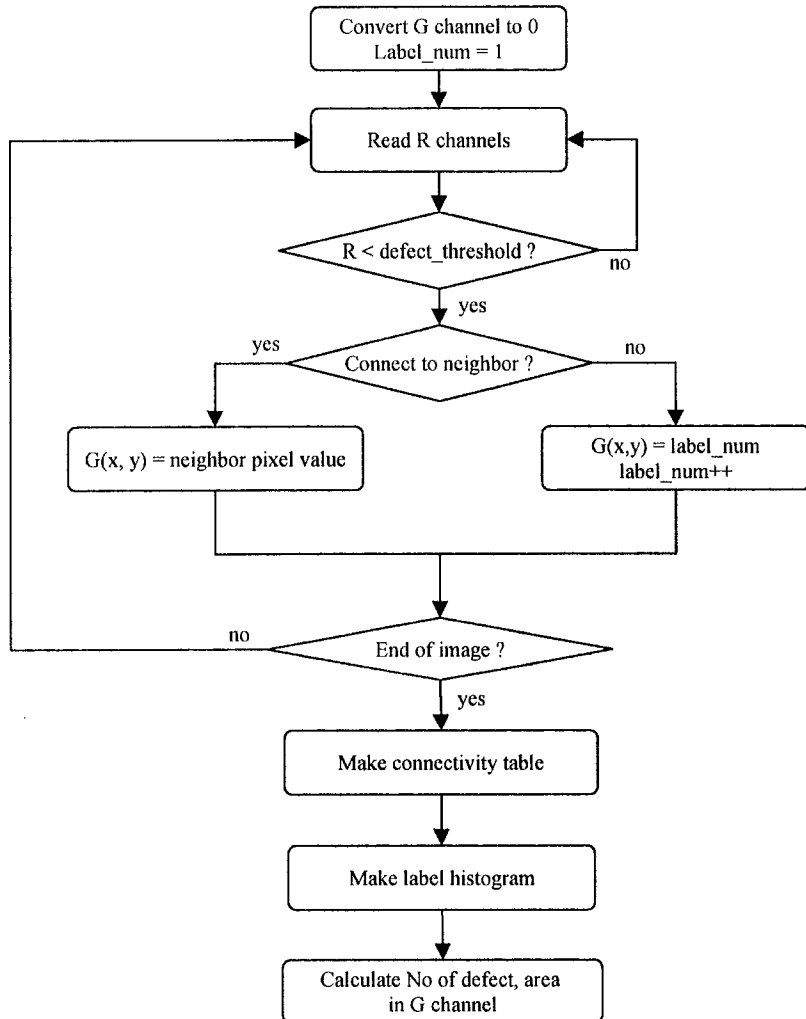 Convert G channel to 0
Label_num = 1
Read R channels
R < defect_threshold ?
no
yes
yes
Connect to neighbor ?
no
G(x, y) = neighbor pixel value
G(x,y) = label_num
label_num++
no
End of image ?
yes
Make connectivity table
Make label histogram
Calculate No of defect, area
in G channel